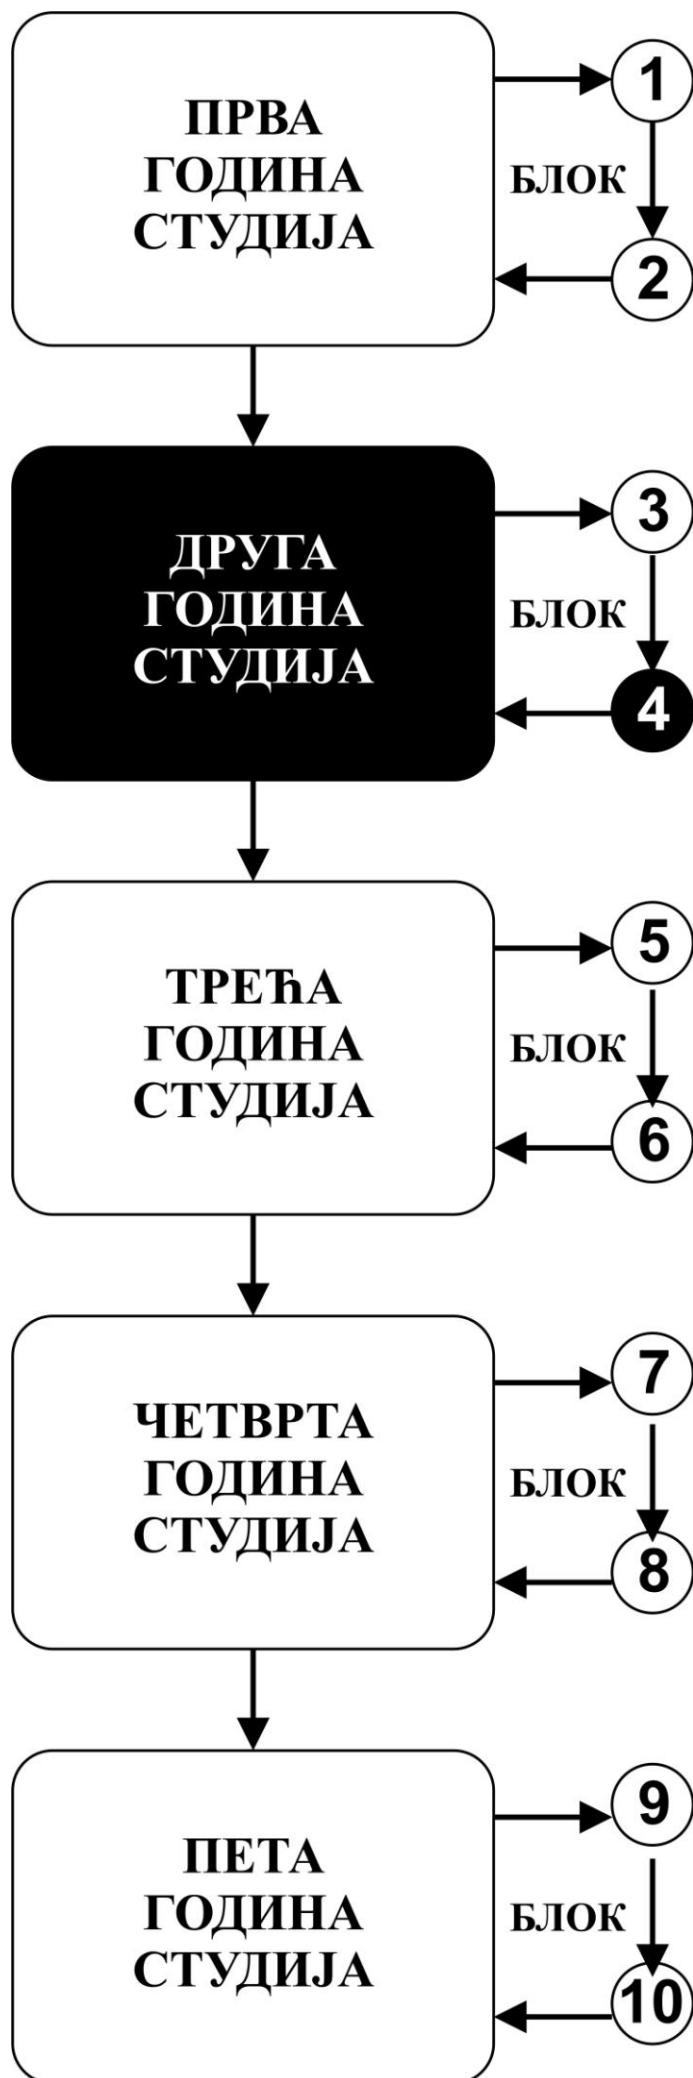 ПРВА
ГОДИНА
СТУДИЈА
1
БЛОК
2
ДРУГА
ГОДИНА
СТУДИЈА
3
БЛОК
4
ТРЕЋА
ГОДИНА
СТУДИЈА
5
БЛОК
6
ЧЕТВРТА
ГОДИНА
СТУДИЈА
7
БЛОК
8
ПЕТА
ГОДИНА
СТУДИЈА
9
БЛОК
10